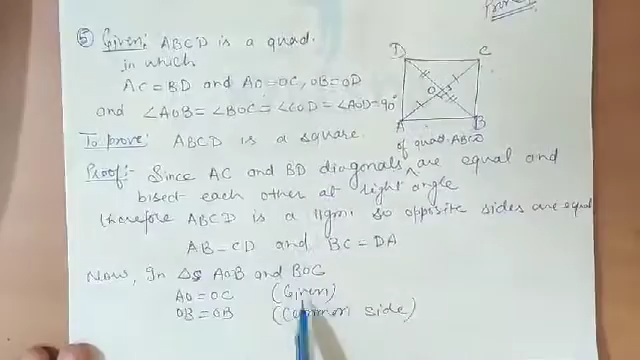 ⑤ Given: ABCD is a quad.
in which
AC = BD and AO = OC, OB = OD
and ∠AOB = ∠BOC = ∠COD = ∠AOD = 90°
To prove: ABCD is a square.
D C
O
A B
Proof:- Since AC and BD diagonals ^ of quad. ABCD are equal and
bisect each other at right angle
therefore ABCD is a llgm. so opposite sides are equal
AB = CD and BC = DA
Now, In Δs AOB and BOC
AO = OC (Given)
OB = OB (Common side)